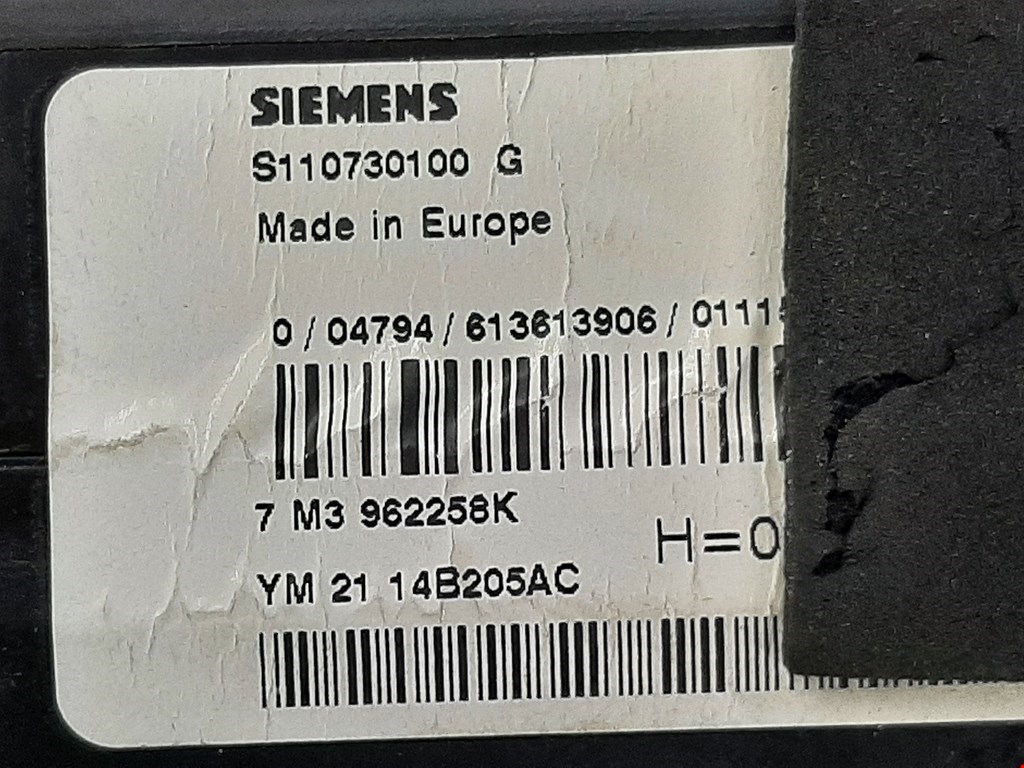 SIEMENS
S110730100 G
Made in Europe
0 / 04794 / 613613906 / 0111
7 M3 962258K
H=0
YM 21 14B205AC